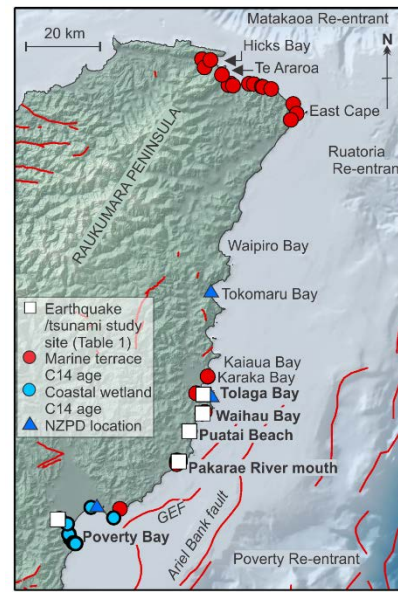 Matakaoa Re-entrant
20 km
Hicks Bay
N
Te Araroa
East Cape
Ruatoria
Re-entrant
RAUKUMARA PENINSULA
Waipiro Bay
Tokomaru Bay
Earthquake
/tsunami study
site (Table 1)
Marine terrace
C14 age
Coastal wetland
C14 age
NZPD location
Kaiaua Bay
Karaka Bay
Tolaga Bay
Waihau Bay
Puatai Beach
Pakarae River mouth
GEF
Ariel Bank fault
Poverty Bay
Poverty Re-entrant